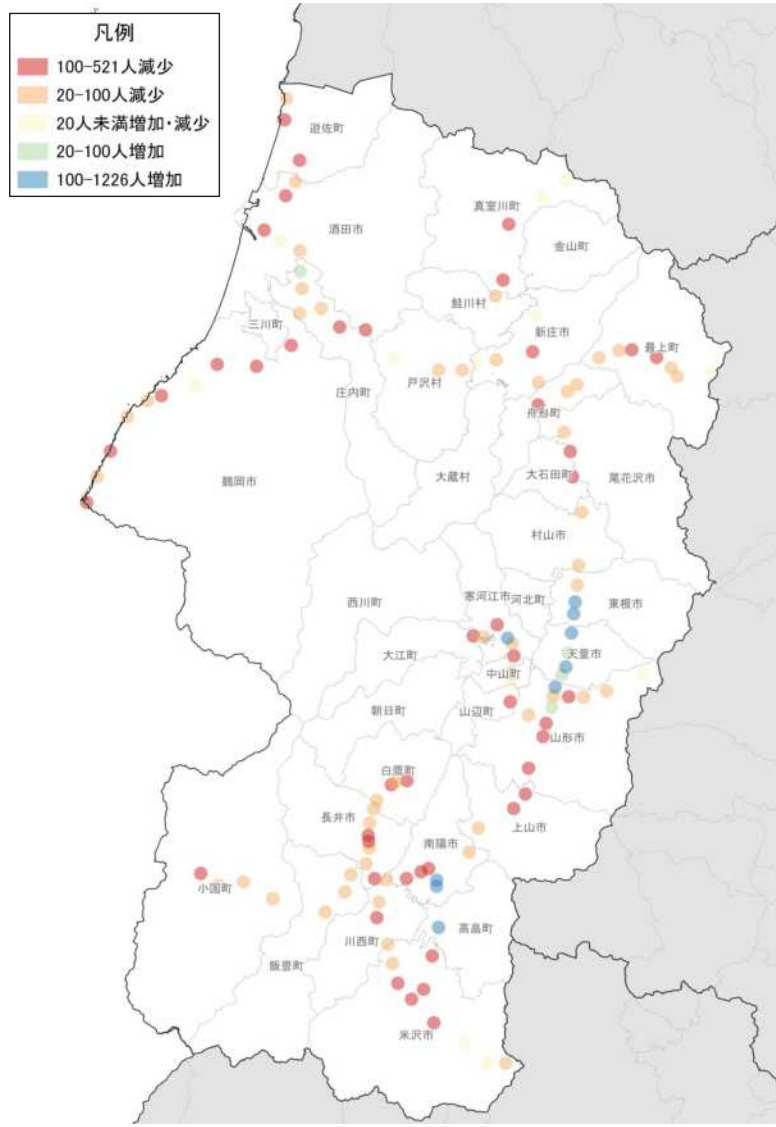 凡例
100-521人減少
20-100人減少
20人未満増加・減少
20-100人増加
100-1226人増加
遊佐町
真室川町
酒田市
金山町
鮭川村
三川町
新庄市
最上町
戸沢村
庄内町
舟形町
大蔵村
大石田町
尾花沢市
鶴岡市
村山市
寒河江市
河北町
東根市
西川町
大江町
天童市
中山町
朝日町
山辺町
山形市
白鷹町
長井市
上山市
南陽市
小国町
高畠町
川西町
飯豊町
米沢市